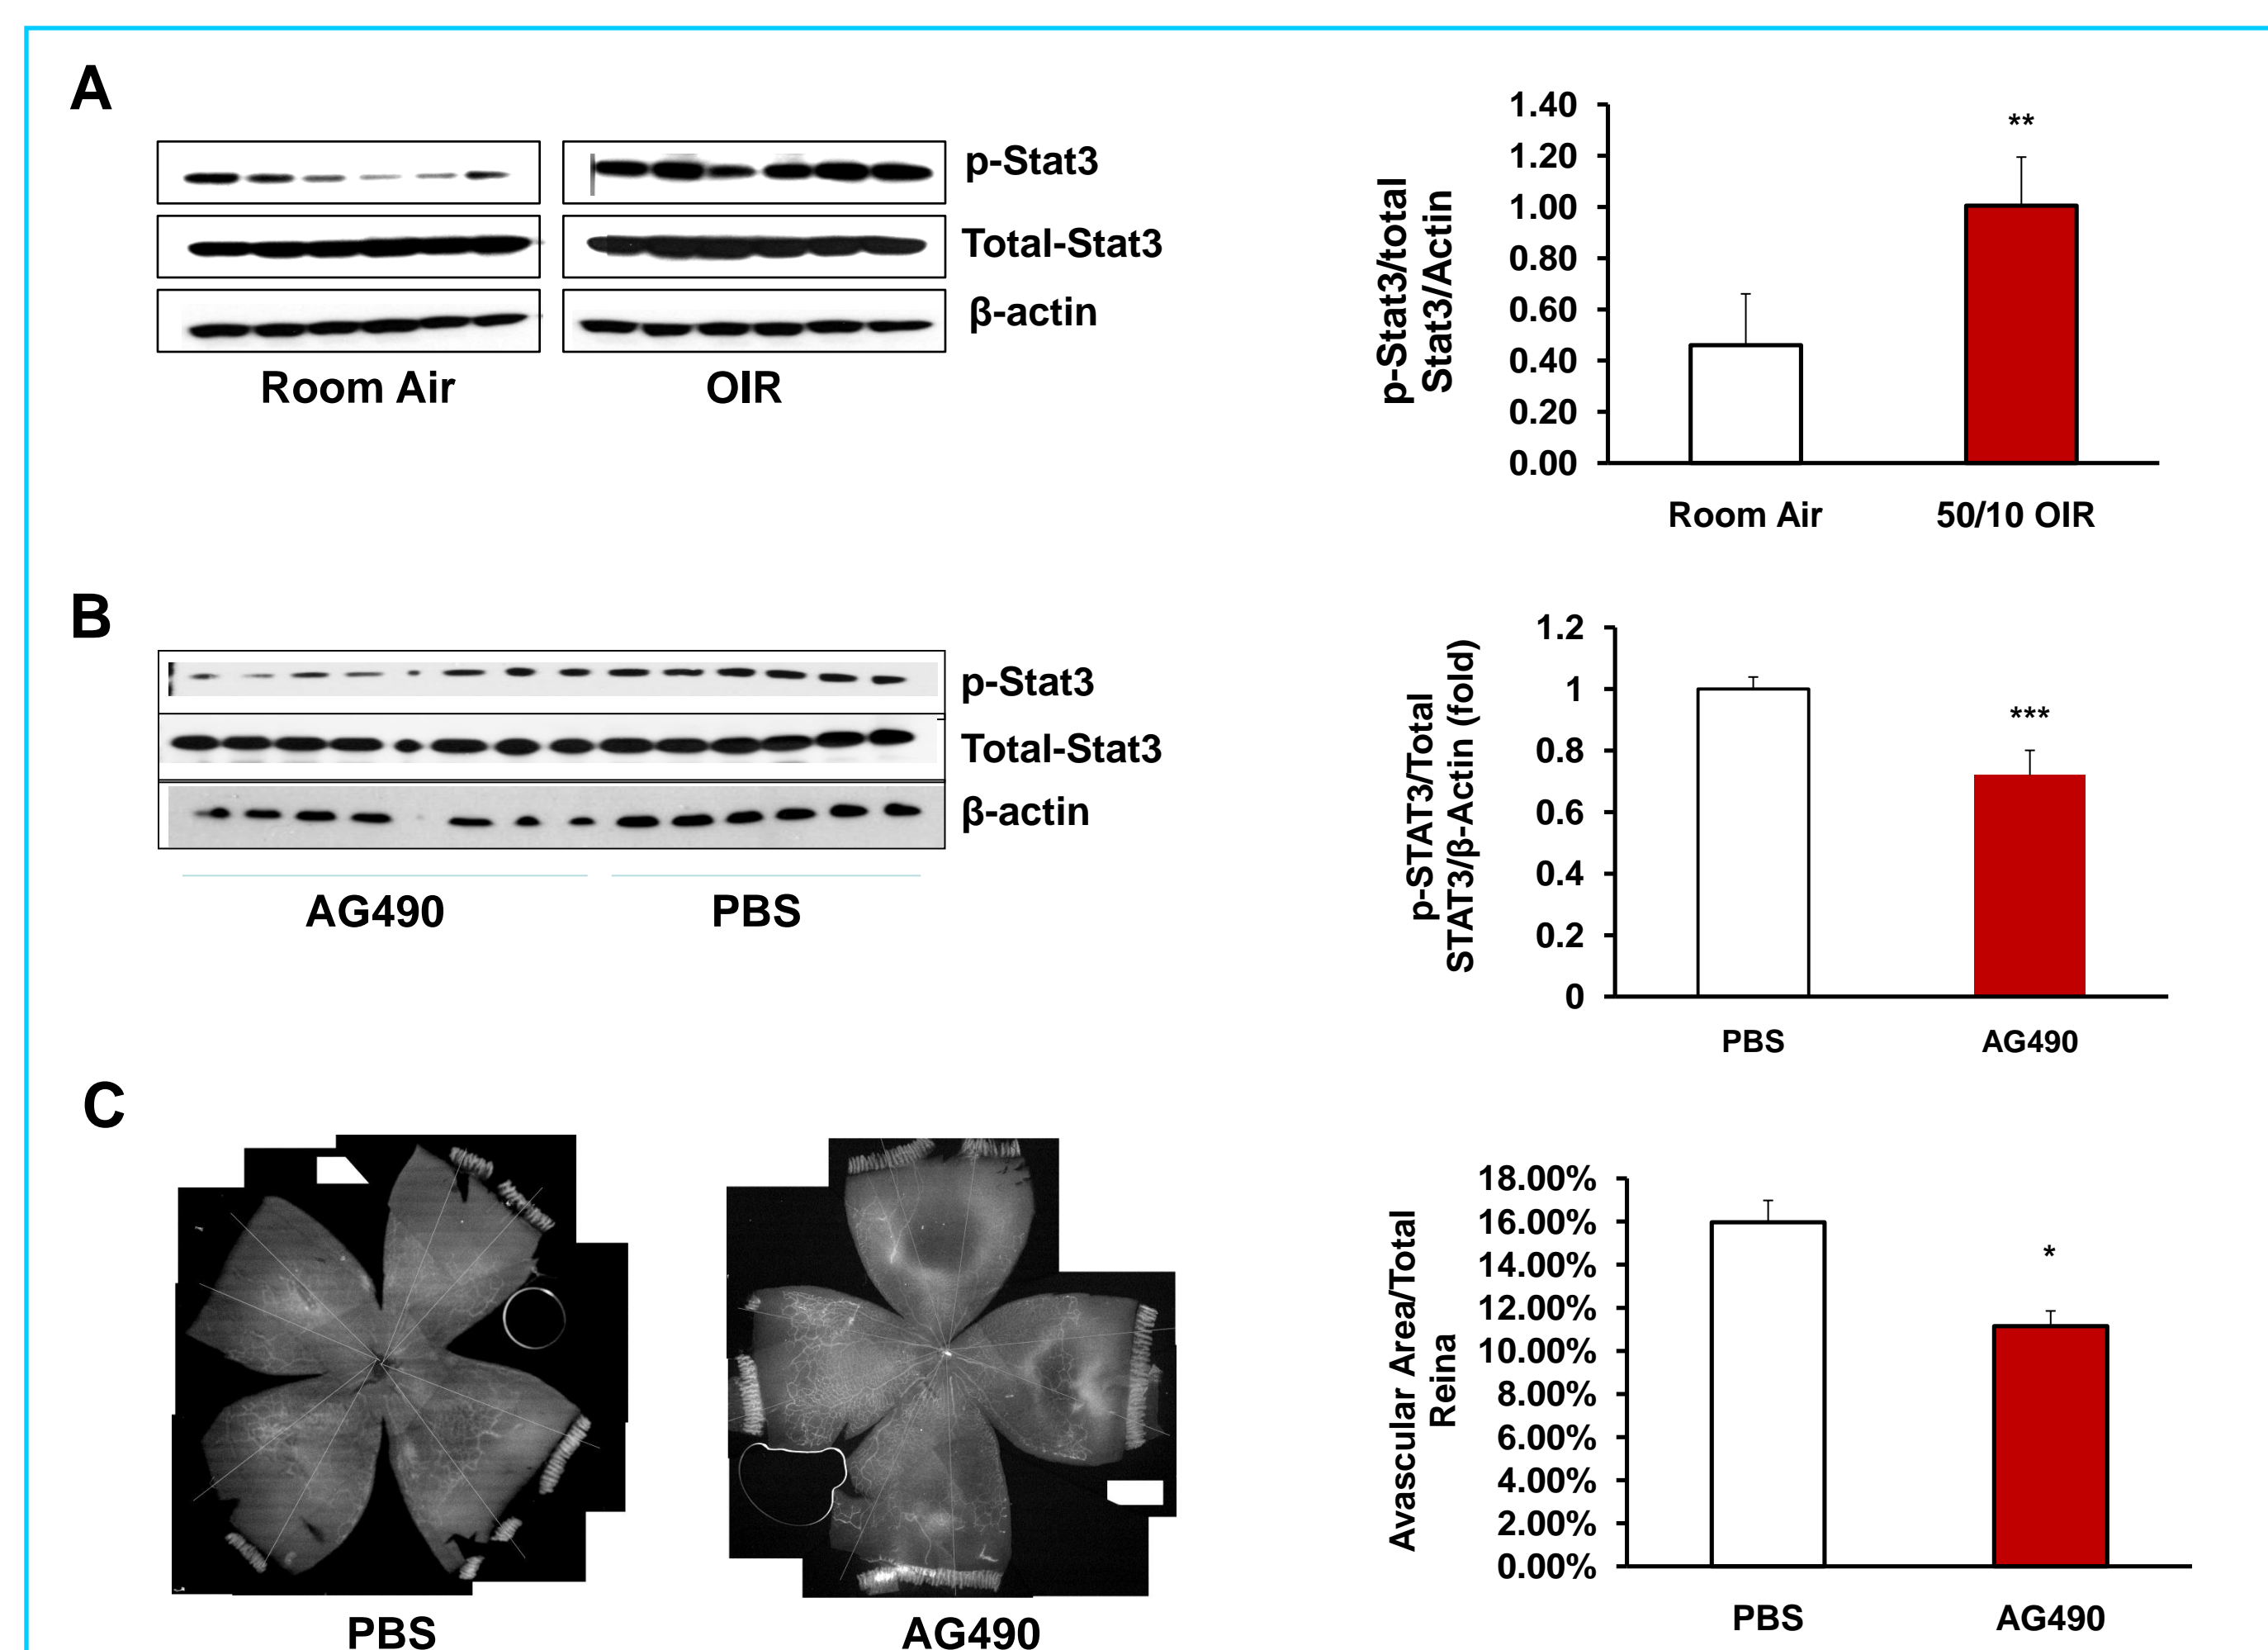 A
p-Stat3
Total-Stat3
β-actin
Room Air
OIR
p-Stat3/total
Stat3/Actin
1.40
1.20
1.00
0.80
0.60
0.40
0.20
0.00
**
Room Air
50/10 OIR
B
p-Stat3
Total-Stat3
β-actin
AG490
PBS
p-STAT3/Total
STAT3/β-Actin (fold)
1.2
1
0.8
0.6
0.4
0.2
0
***
PBS
AG490
C
PBS
AG490
Avascular Area/Total
Reina
18.00%
16.00%
14.00%
12.00%
10.00%
8.00%
6.00%
4.00%
2.00%
0.00%
*
PBS
AG490